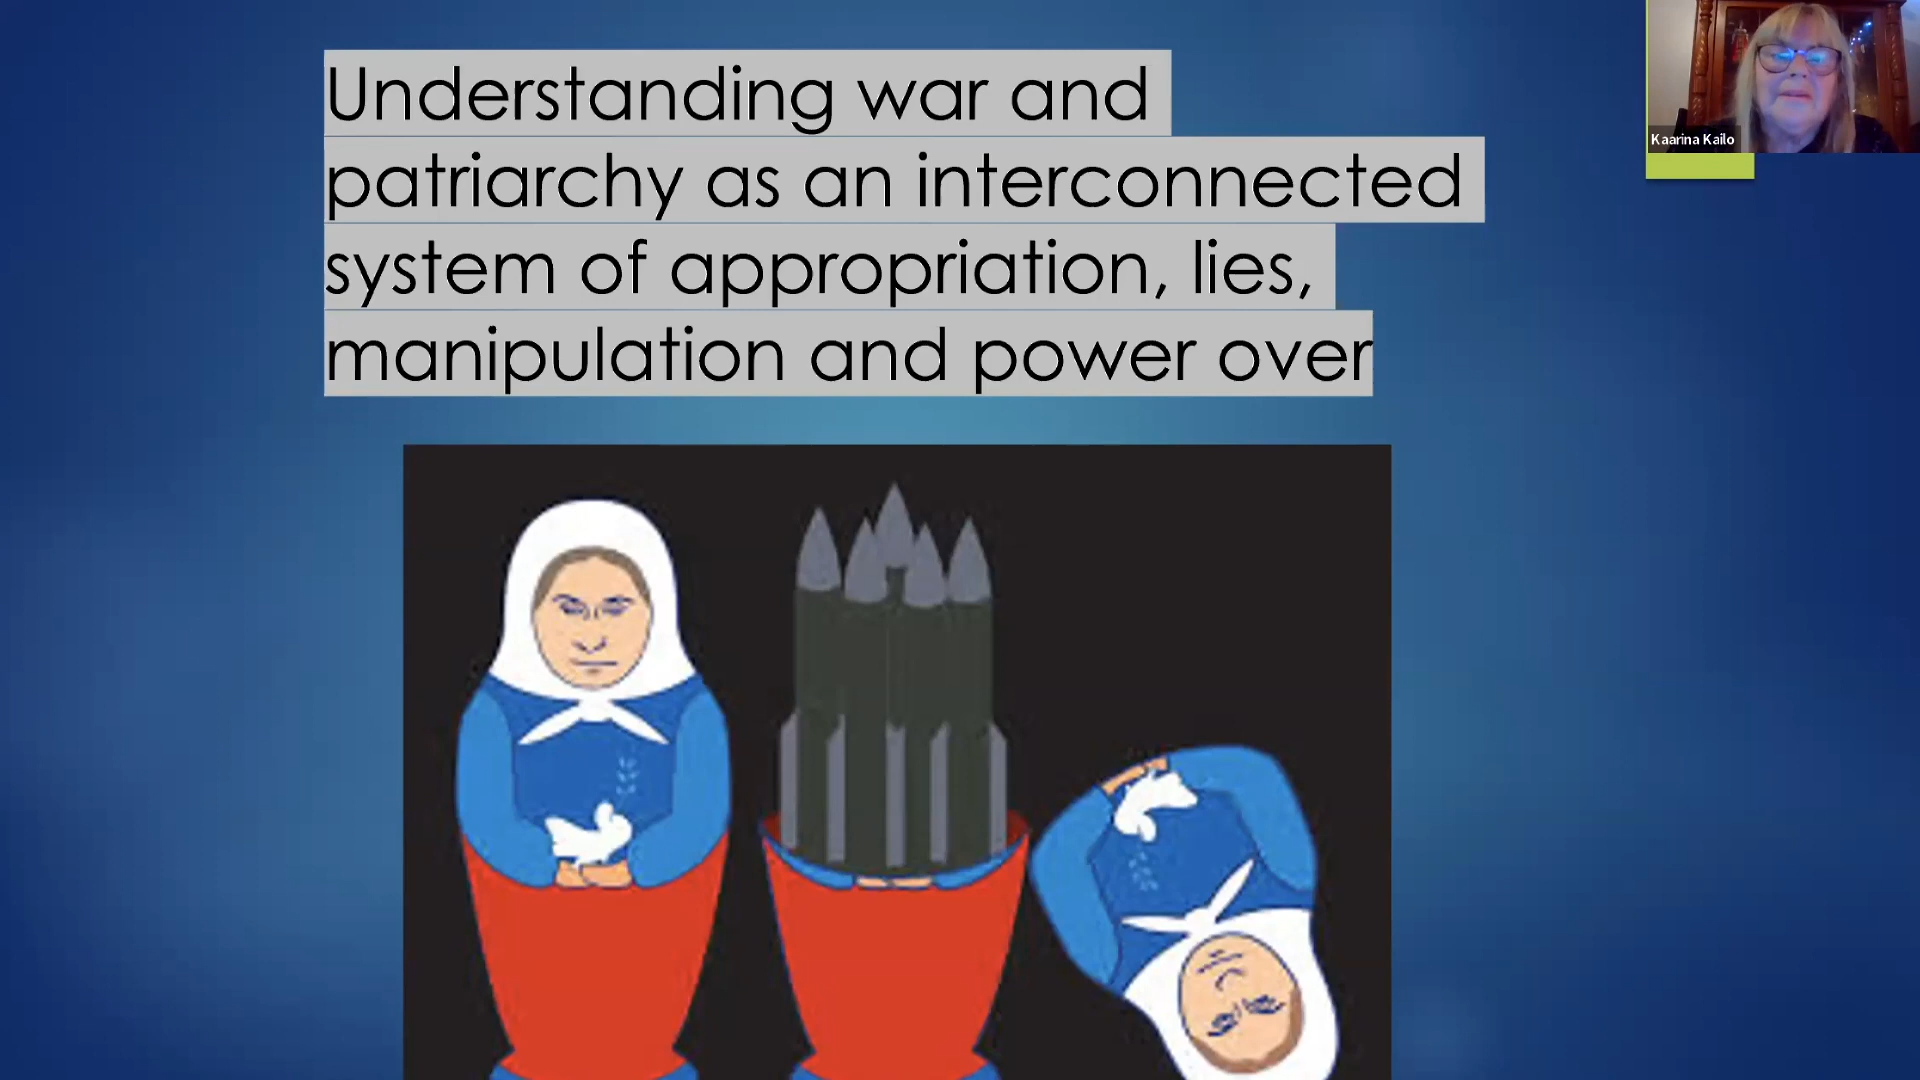 Understanding war and
patriarchy as an interconnected
system of appropriation, lies,
manipulation and power over
Kaarina Kailo